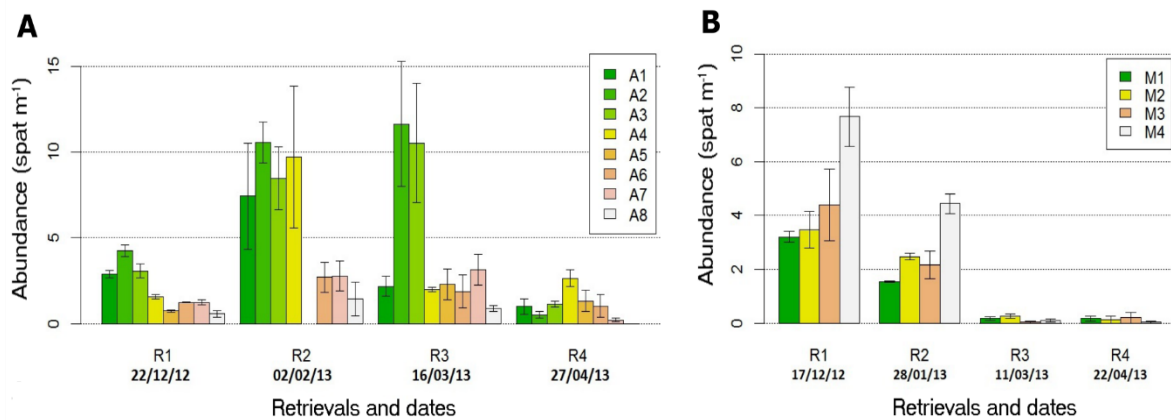 A
Abundance (spat m⁻¹)
15
10
5
0
A1
A2
A3
A4
A5
A6
A7
A8
R1 R2 R3 R4
22/12/12 02/02/13 16/03/13 27/04/13
Retrievals and dates
B
Abundance (spat m⁻¹)
10
8
6
4
2
0
M1
M2
M3
M4
R1 R2 R3 R4
17/12/12 28/01/13 11/03/13 22/04/13
Retrievals and dates